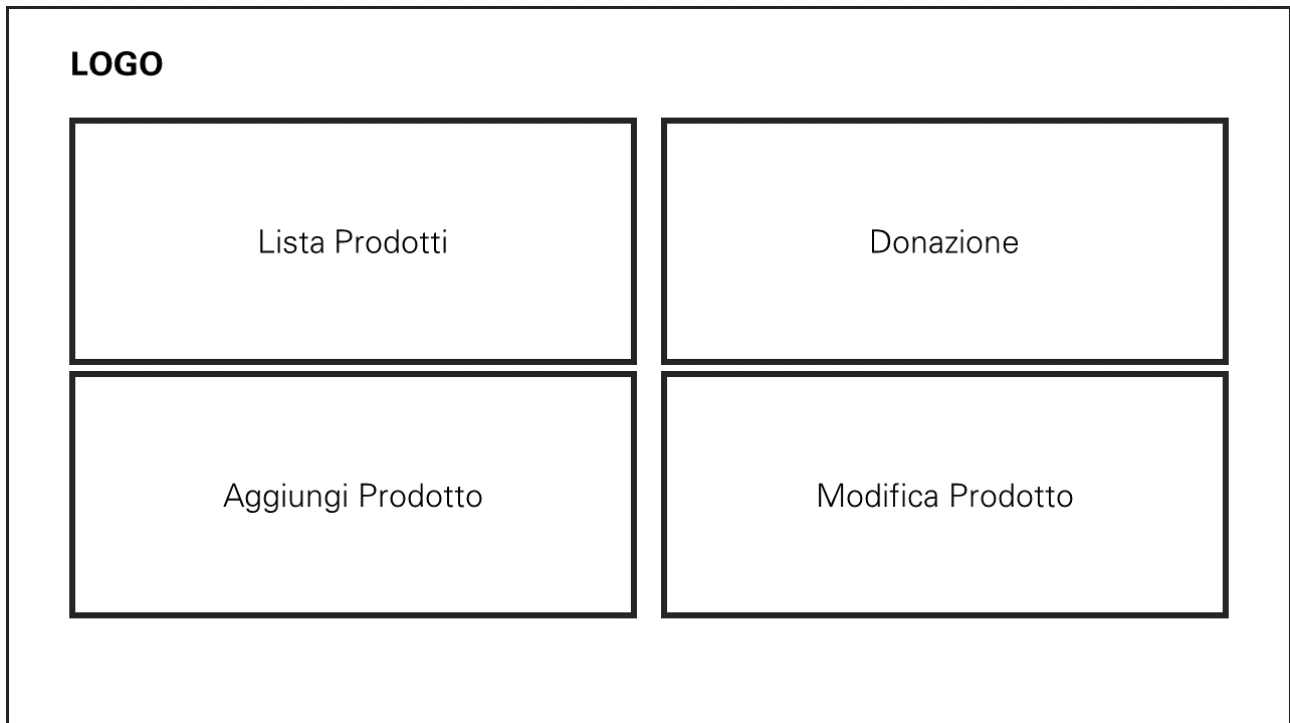 LOGO
Lista Prodotti
Donazione
Aggiungi Prodotto
Modifica Prodotto